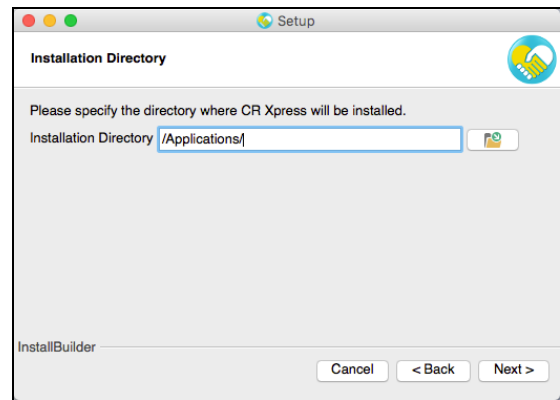 Setup
Installation Directory
Please specify the directory where CR Xpress will be installed.
Installation Directory /Applications/
InstallBuilder
Cancel < Back Next >